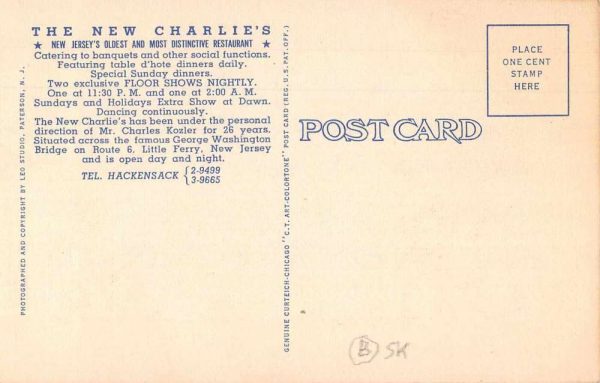 THE NEW CHARLIE'S
★ NEW JERSEY'S OLDEST AND MOST DISTINCTIVE RESTAURANT ★
Catering to banquets and other social functions.
Featuring table d'hote dinners daily.
Special Sunday dinners.
Two exclusive FLOOR SHOWS NIGHTLY.
One at 11:30 P. M. and one at 2:00 A. M.
Sundays and Holidays Extra Show at Dawn.
Dancing continuously.
The New Charlie's has been under the personal
direction of Mr. Charles Kozler for 26 years.
Situated across the famous George Washington
Bridge on Route 6, Little Ferry, New Jersey
and is open day and night.
TEL. HACKENSACK { 2-9499
3-9665
PHOTOGRAPHED AND COPYRIGHT BY LEO STUDIO, PATERSON, N. J.
GENUINE CURTEICH-CHICAGO "C.T. ART-COLORTONE" POST CARD (REG. U.S. PAT. OFF.)
POST CARD
PLACE
ONE CENT
STAMP
HERE
B SK